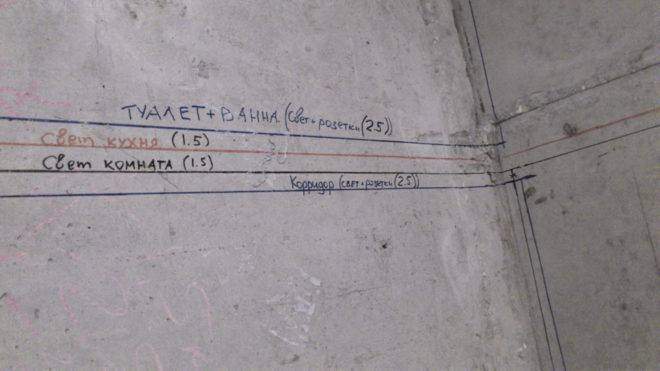 ТУАЛЕТ+ВАННА (свет+розетки(2.5))
Свет кухня (1.5)
Свет комната (1.5)
Корридор (свет+розетки(2.5))